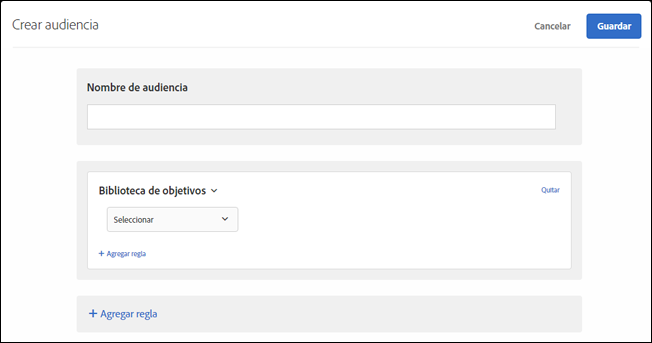 Crear audiencia
Cancelar
Guardar
Nombre de audiencia
Biblioteca de objetivos
Quitar
Seleccionar
+ Agregar regla
+ Agregar regla